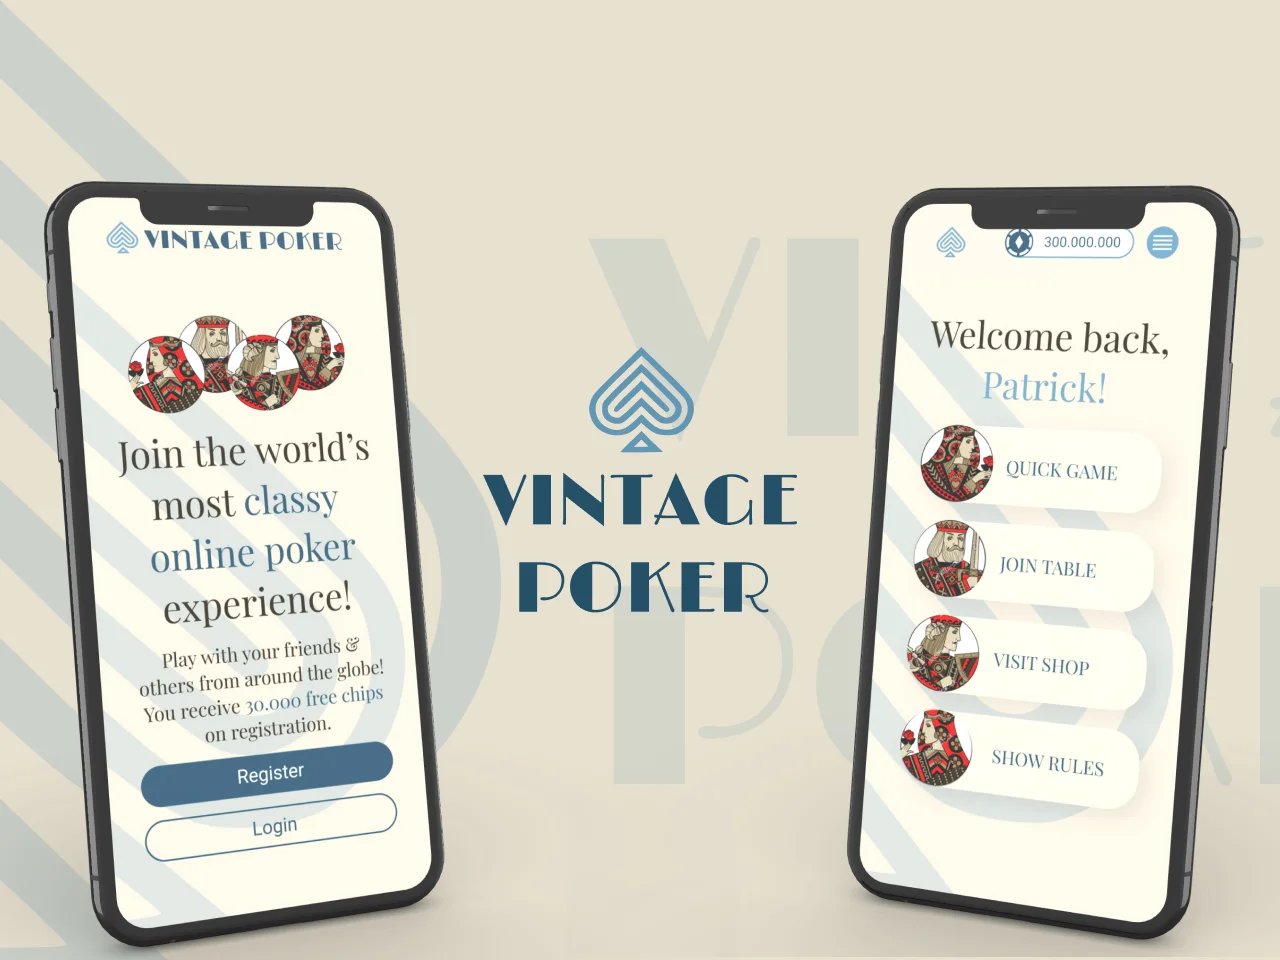 VINTAGE POKER
Join the world's
most classy
online poker
experience!
Play with your friends &
others from around the globe!
You receive 30.000 free chips
on registration.
Register
Login
VINTAGE
POKER
300.000.000
Welcome back,
Patrick!
QUICK GAME
JOIN TABLE
VISIT SHOP
SHOW RULES